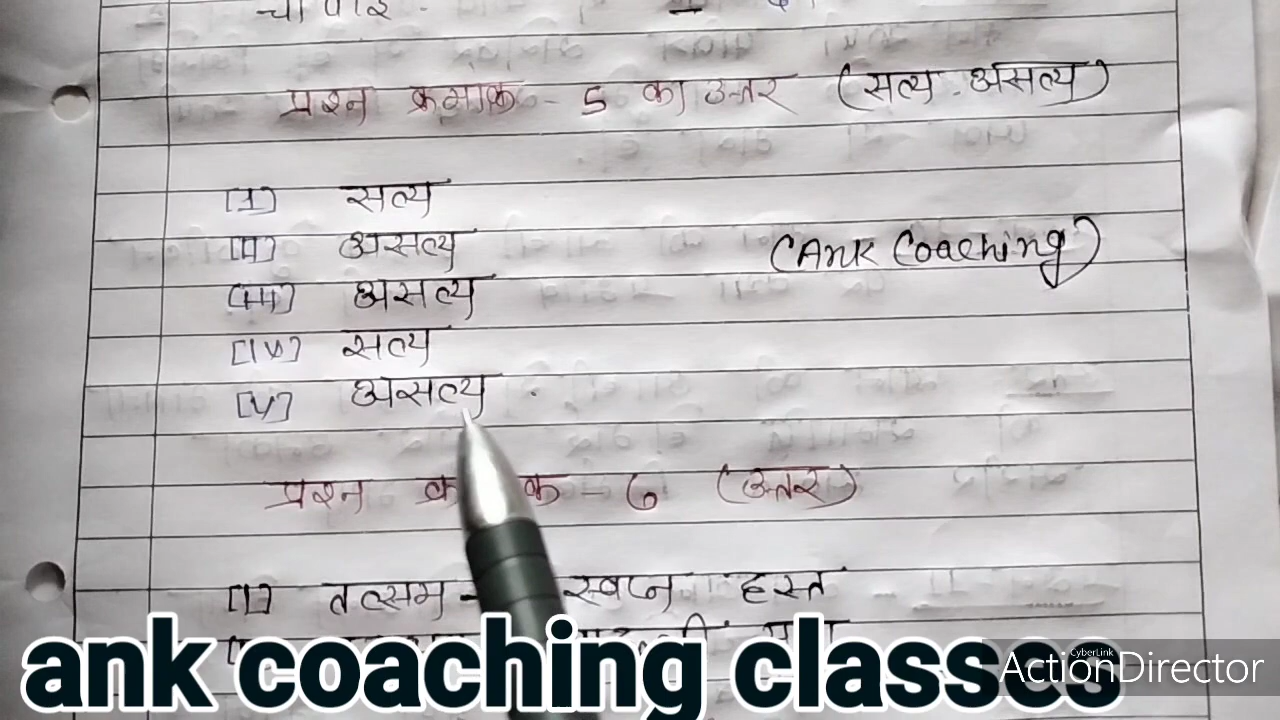 प्रश्न क्रमांक - 5 का उत्तर (सत्य - असत्य)
[I] सत्य
[II] असत्य
(Ank Coaching)
[III] असत्य
[IV] सत्य
[V] असत्य
प्रश्न - 6 (उत्तर)
[I] तत्सम - स्वप्न हस्त
ank coaching classes
CyberLink
ActionDirector